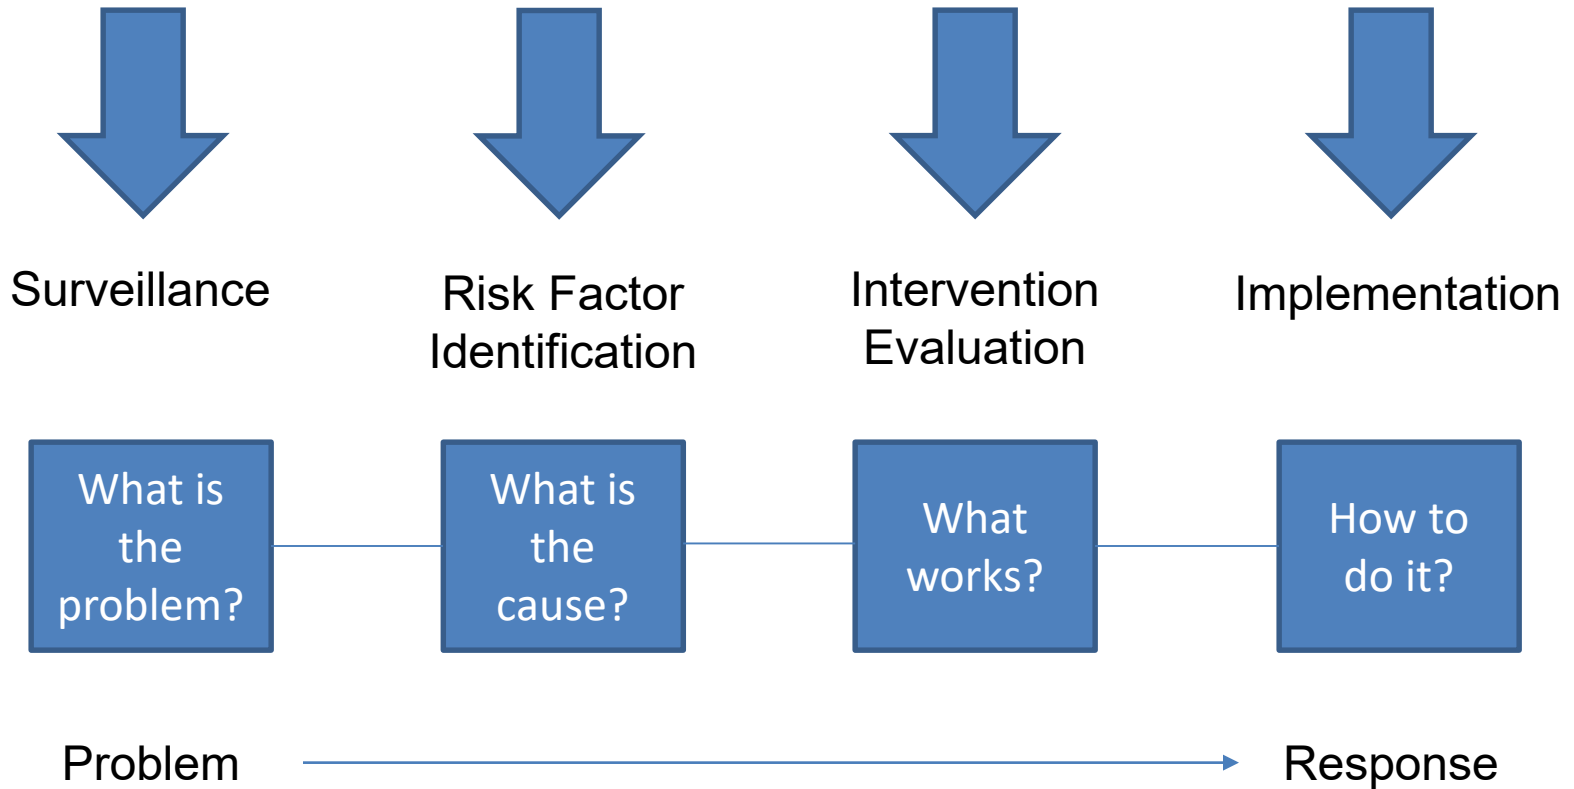 Surveillance
Risk Factor
Identification
Intervention
Evaluation
Implementation
What is
the
problem?
What is
the
cause?
What
works?
How to
do it?
Problem
Response